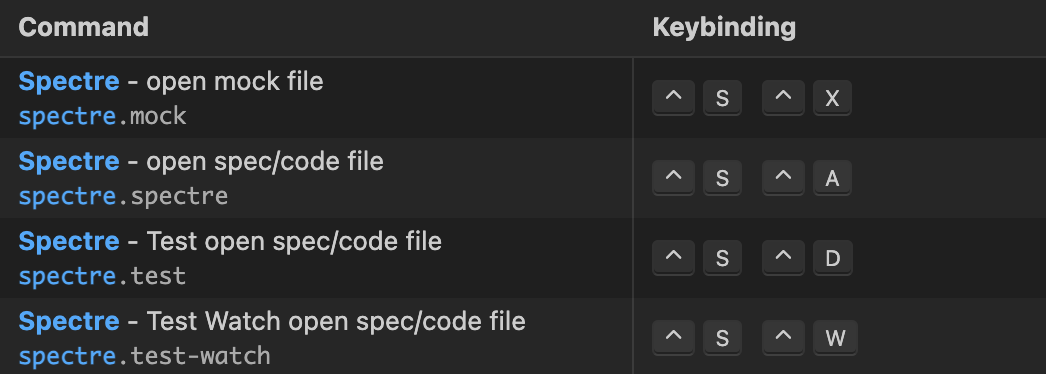 Command Keybinding
Spectre - open mock file
spectre.mock
^ S ^ X
Spectre - open spec/code file
spectre.spectre
^ S ^ A
Spectre - Test open spec/code file
spectre.test
^ S ^ D
Spectre - Test Watch open spec/code file
spectre.test-watch
^ S ^ W